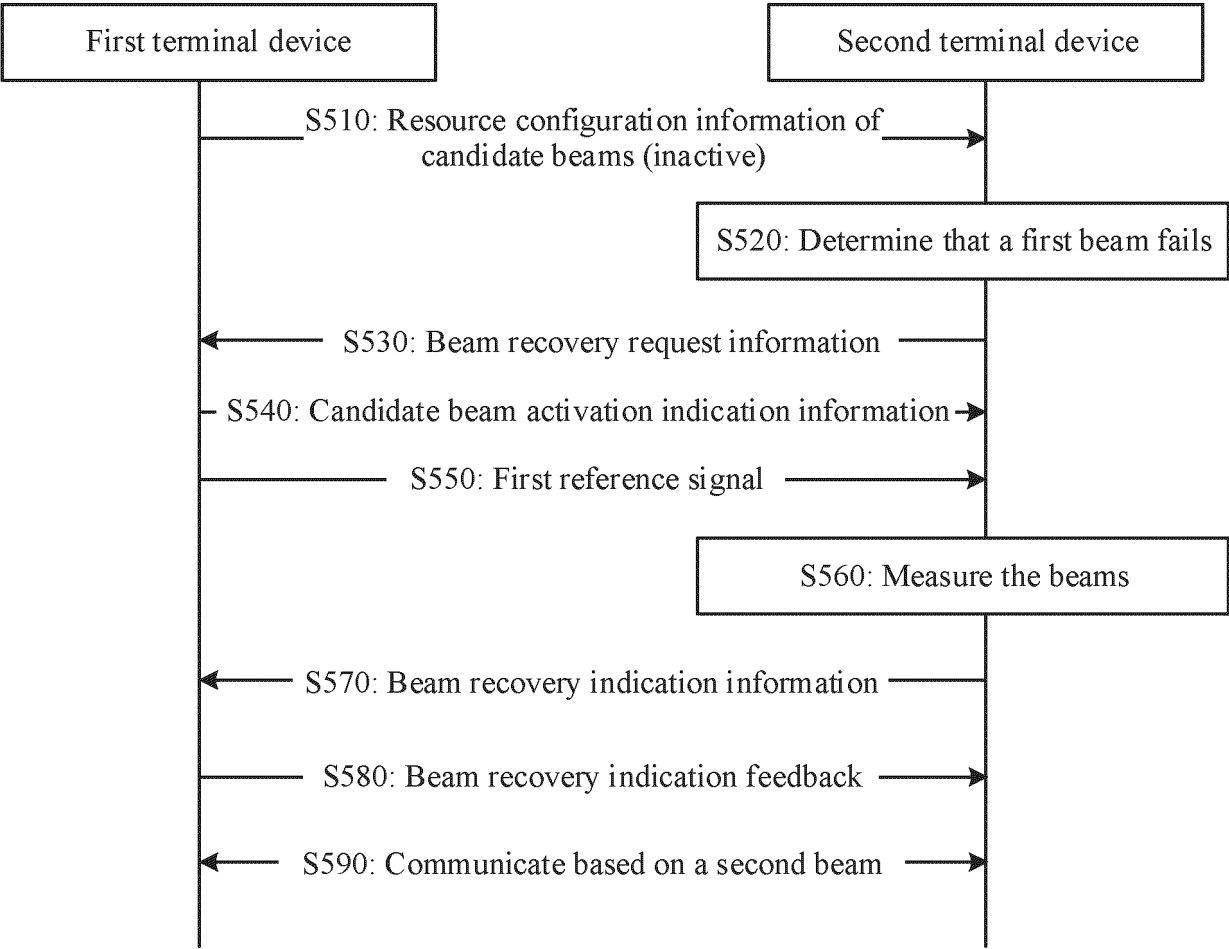 First terminal device
Second terminal device
S510: Resource configuration information of
candidate beams (inactive)
S520: Determine that a first beam fails
S530: Beam recovery request information
S540: Candidate beam activation indication information
S550: First reference signal
S560: Measure the beams
S570: Beam recovery indication information
S580: Beam recovery indication feedback
S590: Communicate based on a second beam